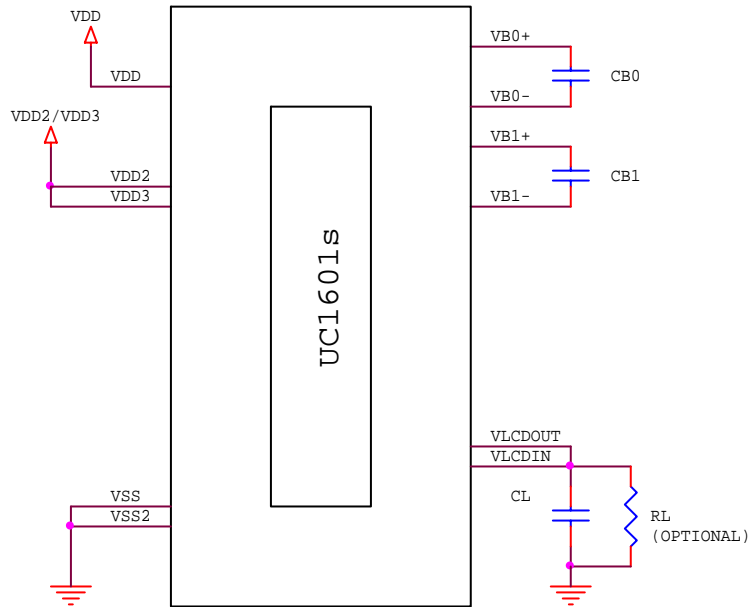 VDD
VDD
VDD2/VDD3
VDD2
VDD3
VSS
VSS2
UC1601s
VB0+
VB0-
CB0
VB1+
VB1-
CB1
VLCDOUT
VLCDIN
CL
RL
(OPTIONAL)